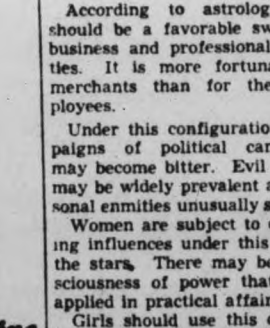 According to astrolog
should be a favorable sw
business and professional
ties. It is more fortuna
merchants than for the
ployees.
Under this configuratio
paigns of political can
may become bitter. Evil
may be widely prevalent a
sonal enmities unusually s
Women are subject to
ing influences under this
the stars. There may be
sciousness of power that
applied in practical affair
Girls should use this